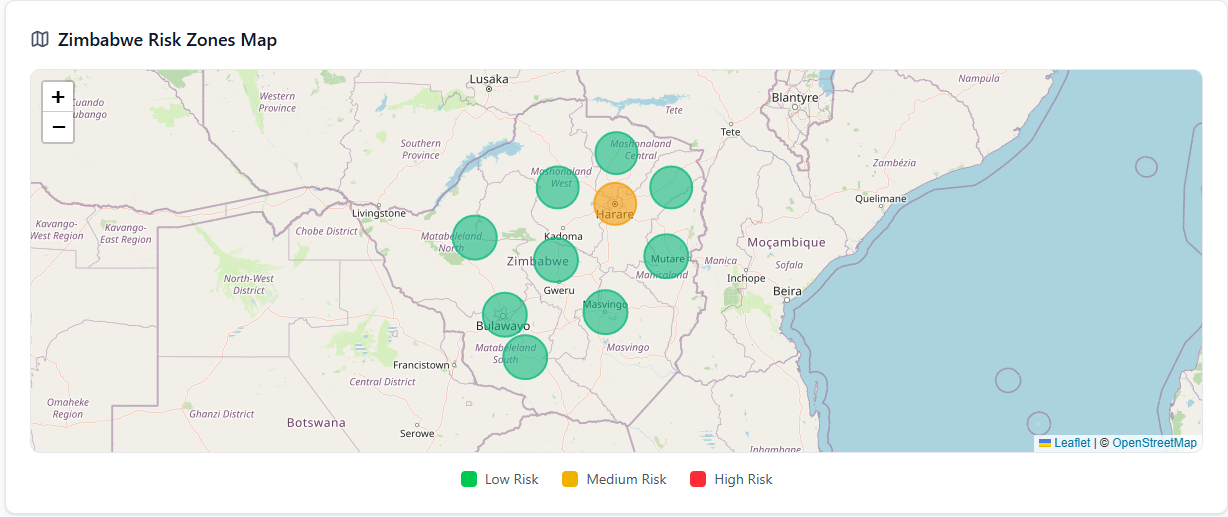 Zimbabwe Risk Zones Map
+
−
Lusaka
Nampula
Western
Province
Cuando
ubango
Blantyre
Tete
Tete
Southern
Province
Mashonaland
Central
Zambézia
Mashonaland
West
Quelimane
Livingstone
Harare
Kavango-
West Region
Kavango-
East Region
Chobe District
Matabeleland
North
Kadoma
Moçambique
Zimbabwe
Mutare
Manica
Sofala
Manicaland
Inchope
North-West
District
Gweru
Beira
Masvingo
Bulawayo
Matabeleland
South
Masvingo
Francistown
Central District
Omaheke
Region
Ghanzi District
Botswana
Serowe
Inhambane
Leaflet | © OpenStreetMap
Low Risk
Medium Risk
High Risk